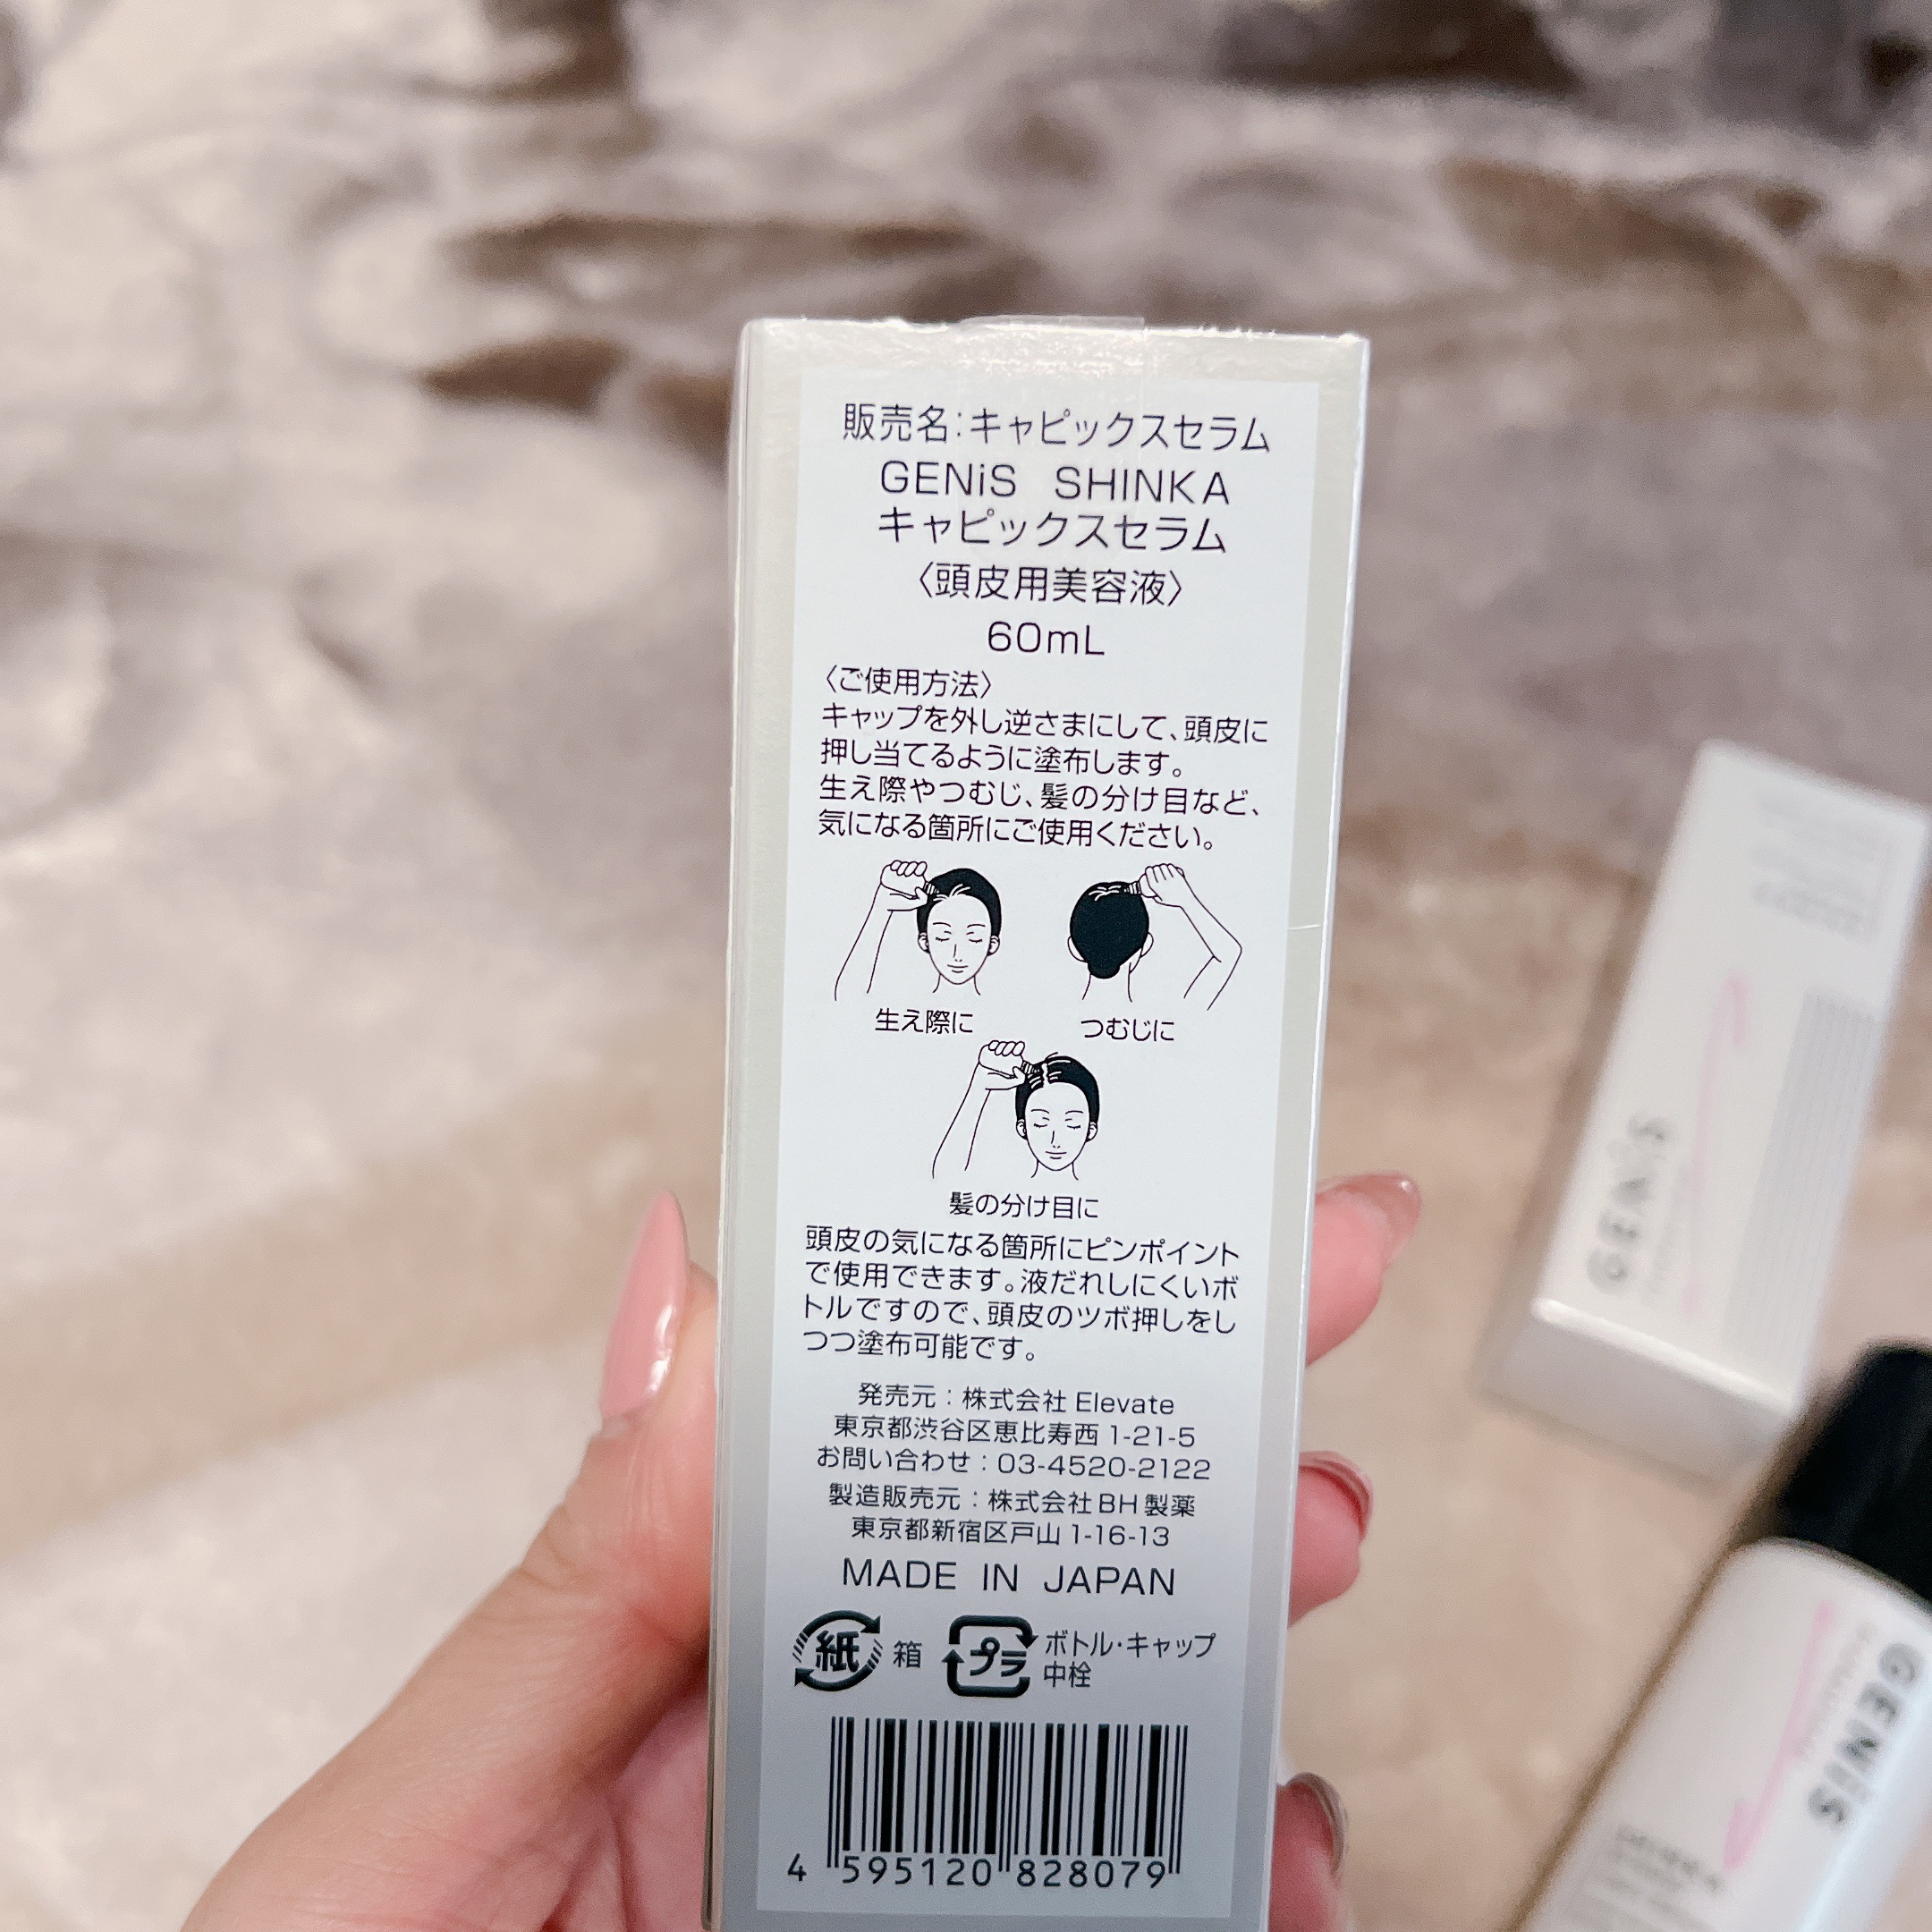 販売名:キャピックスセラム
GENiS SHINKA
キャピックスセラム
〈頭皮用美容液〉
60mL
〈ご使用方法〉
キャップを外し逆さまにして、頭皮に
押し当てるように塗布します。
生え際やつむじ、髪の分け目など、
気になる箇所にご使用ください。
生え際に
つむじに
髪の分け目に
頭皮の気になる箇所にピンポイント
で使用できます。液だれしにくいボ
トルですので、頭皮のツボ押しをし
つつ塗布可能です。
発売元:株式会社 Elevate
東京都渋谷区恵比寿西 1-21-5
お問い合わせ:03-4520-2122
製造販売元:株式会社BH製薬
東京都新宿区戸山 1-16-13
MADE IN JAPAN
紙 箱 プラ ボトル・キャップ
中栓
4 595120 828079
GENiS
GENiS